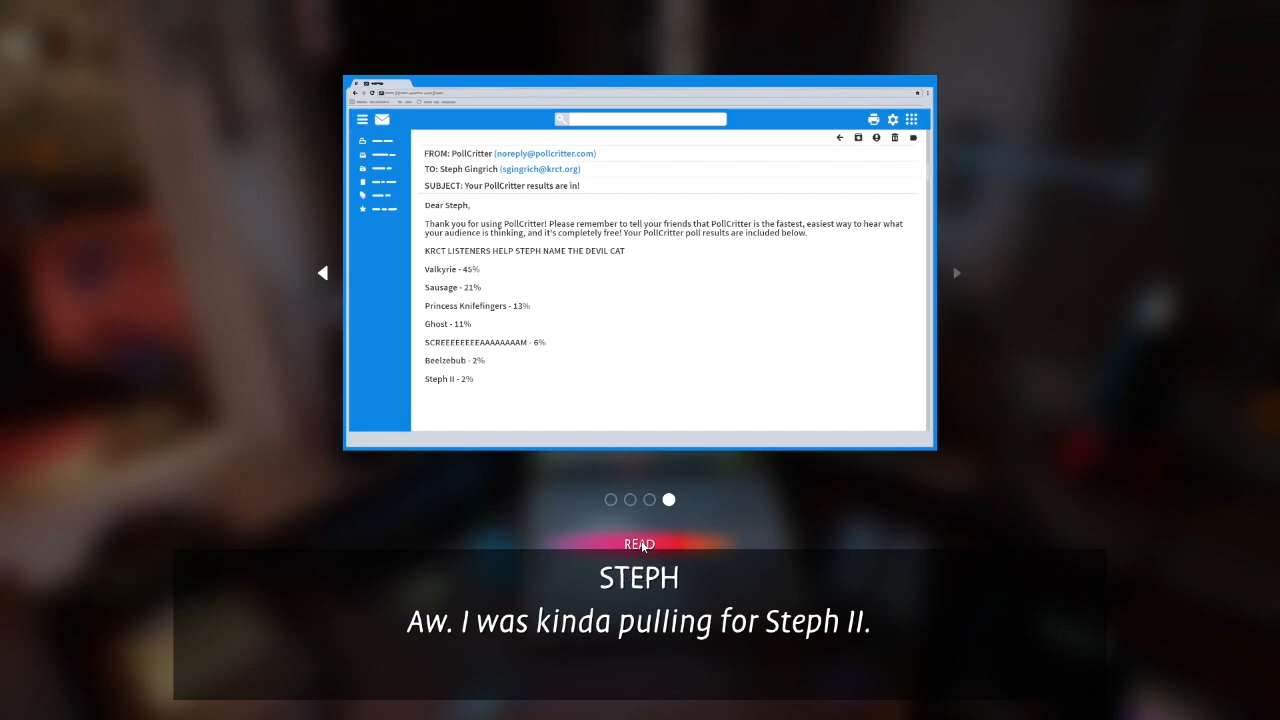 FROM: PollCritter (noreply@pollcritter.com)
TO: Steph Gingrich (sgingrich@krct.org)
SUBJECT: Your PollCritter results are in!
Dear Steph,
Thank you for using PollCritter! Please remember to tell your friends that PollCritter is the fastest, easiest way to hear what
your audience is thinking, and it's completely free! Your PollCritter poll results are included below.
KRCT LISTENERS HELP STEPH NAME THE DEVIL CAT
Valkyrie - 45%
Sausage - 21%
Princess Knifefingers - 13%
Ghost - 11%
SCREEEEEEEAAAAAAAM - 6%
Beelzebub - 2%
Steph II - 2%
READ
STEPH
Aw. I was kinda pulling for Steph II.